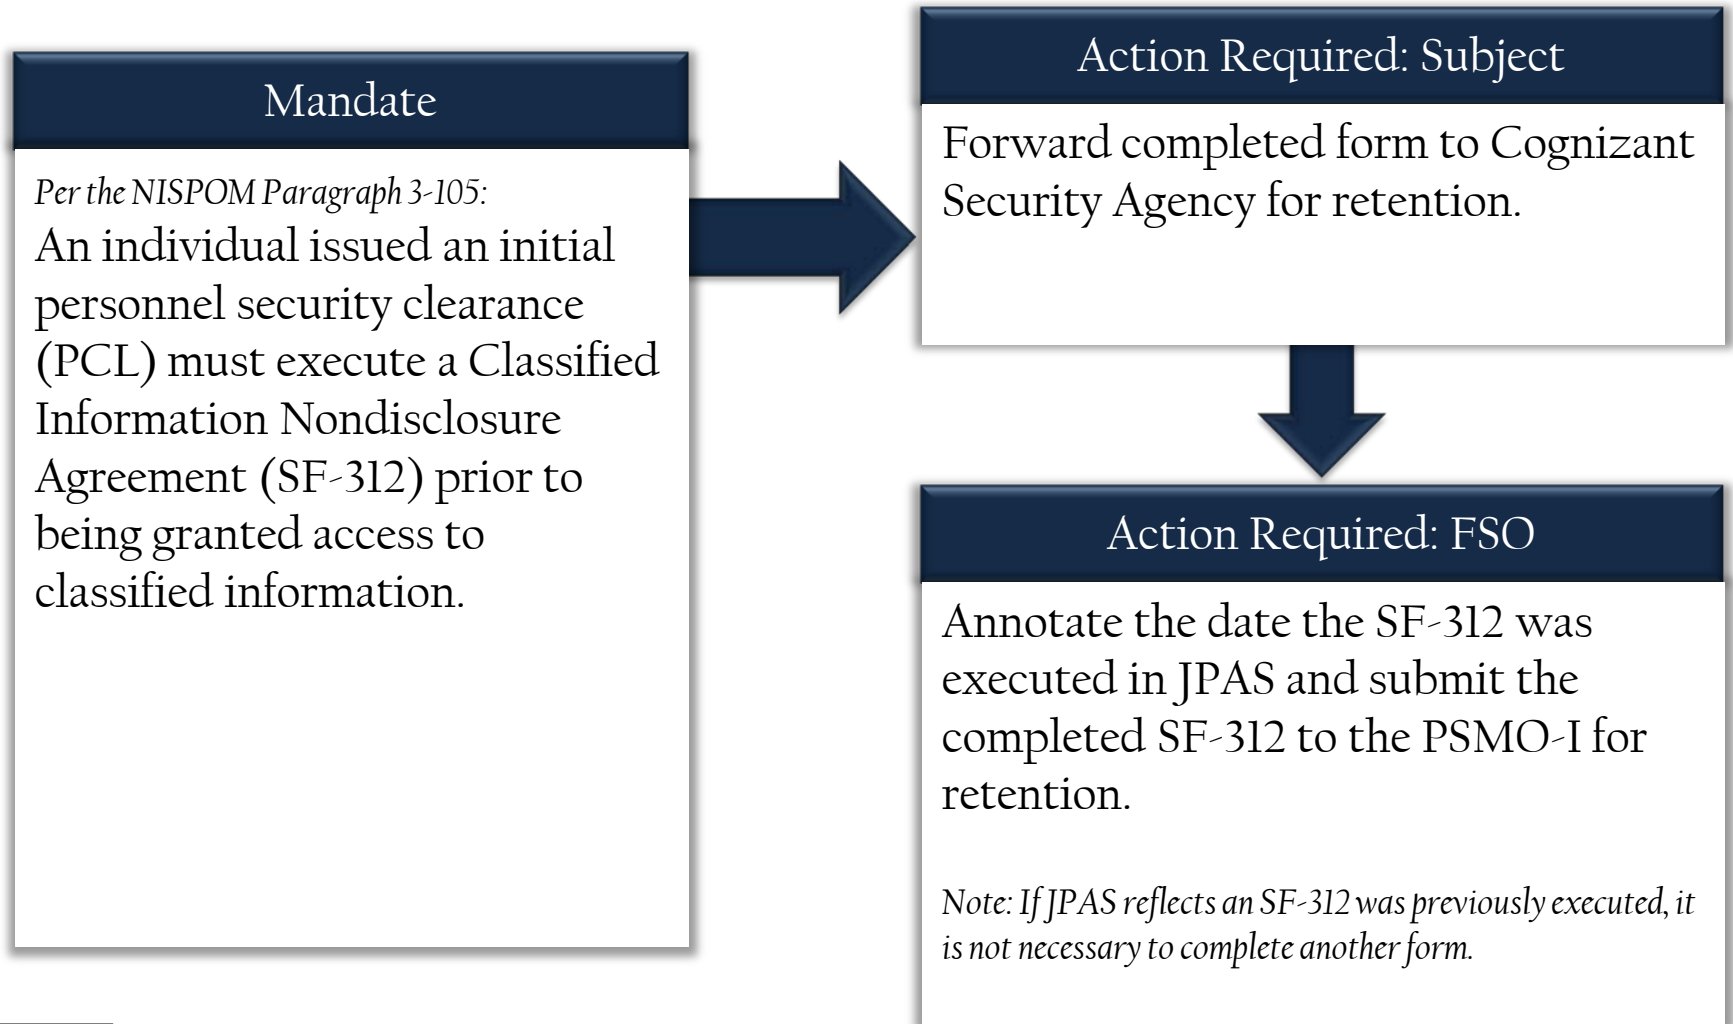 Mandate
Per the NISPOM Paragraph 3-105:
An individual issued an initial
personnel security clearance
(PCL) must execute a Classified
Information Nondisclosure
Agreement (SF-312) prior to
being granted access to
classified information.
Action Required: Subject
Forward completed form to Cognizant
Security Agency for retention.
Action Required: FSO
Annotate the date the SF-312 was
executed in JPAS and submit the
completed SF-312 to the PSMO-I for
retention.
Note: If JPAS reflects an SF-312 was previously executed, it
is not necessary to complete another form.